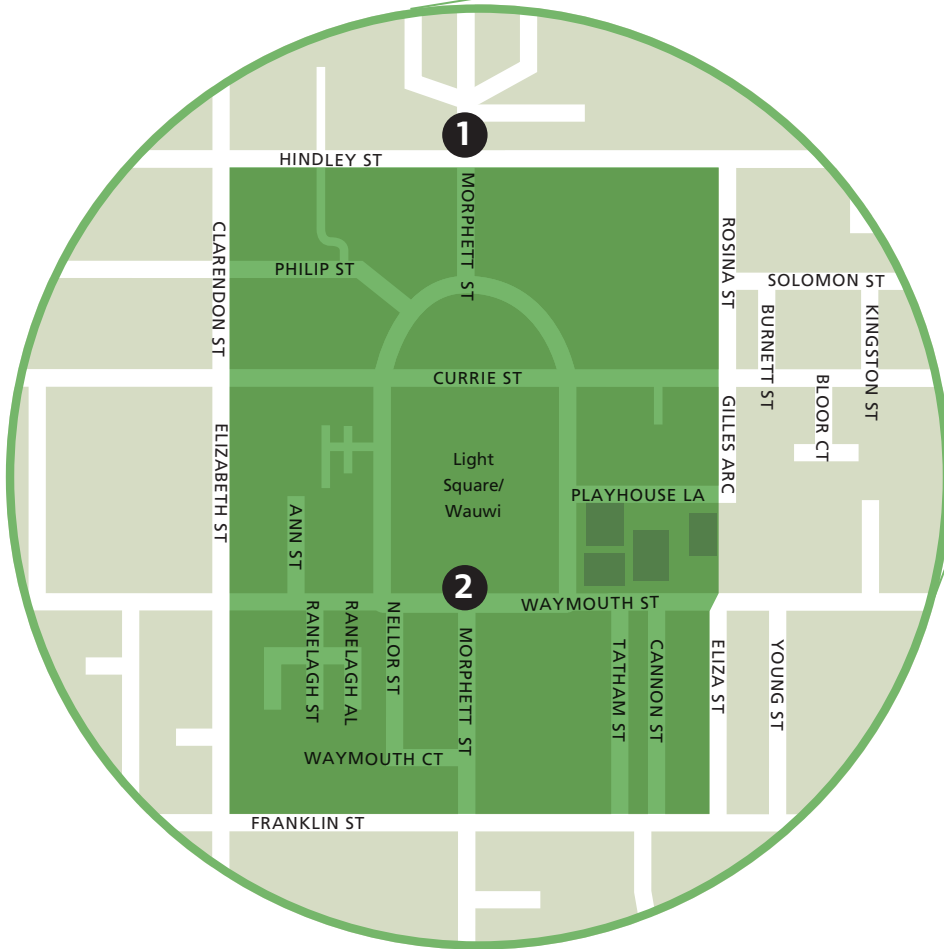 1
HINDLEY ST
MORPHETT ST
CLARENDON ST
ROSINA ST
PHILIP ST
SOLOMON ST
BURNETT ST
KINGSTON ST
CURRIE ST
BLOOR CT
GILLES ARC
ELIZABETH ST
Light
Square/
Wauwi
PLAYHOUSE LA
ANN ST
2
WAYMOUTH ST
RANELAGH ST
RANELAGH AL
NELLOR ST
MORPHETT ST
TATHAM ST
CANNON ST
ELIZA ST
YOUNG ST
WAYMOUTH CT
FRANKLIN ST